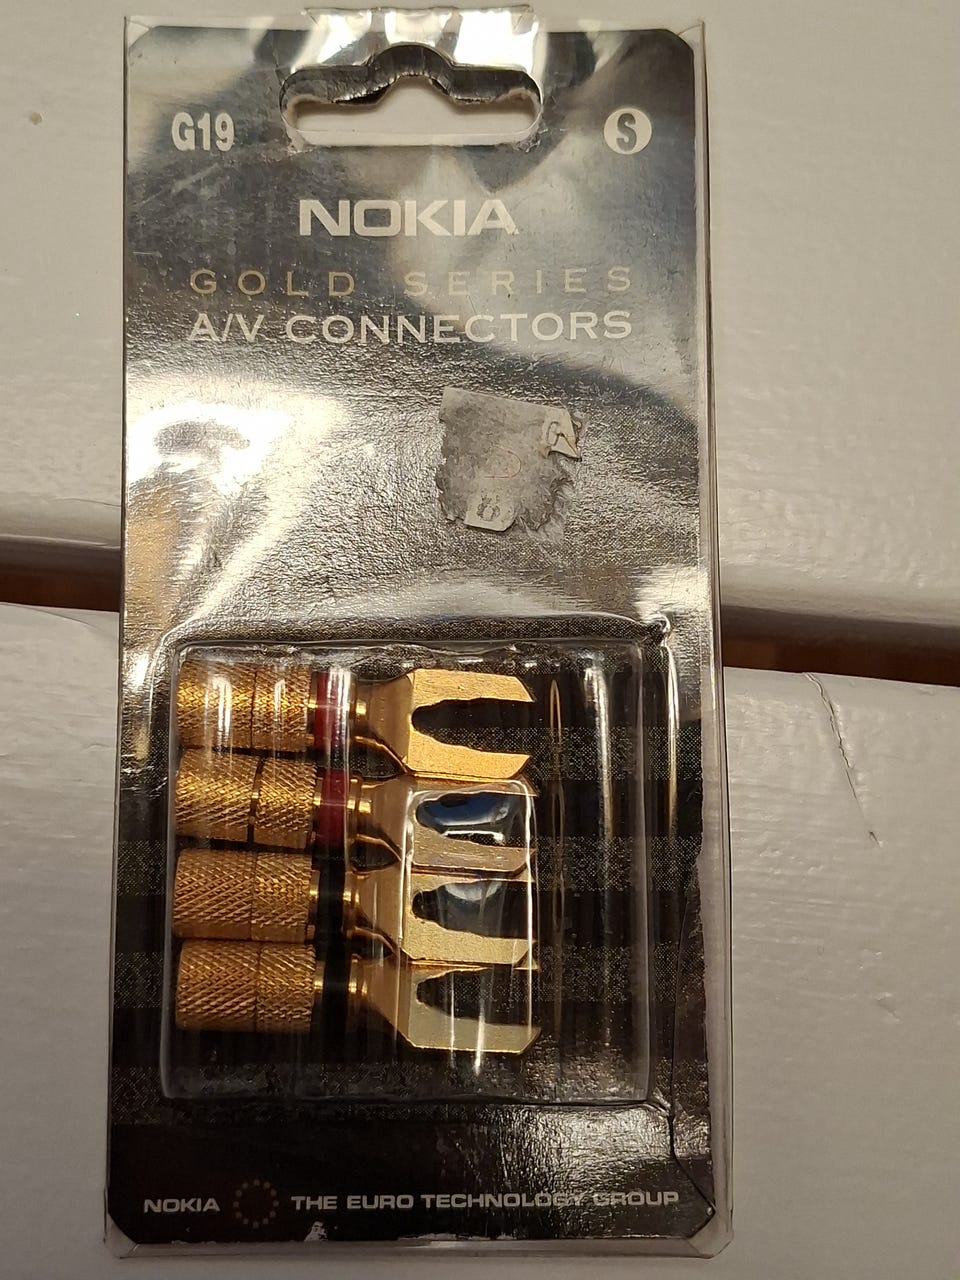 G19
S
NOKIA
GOLD SERIES
A/V CONNECTORS
NOKIA THE EURO TECHNOLOGY GROUP